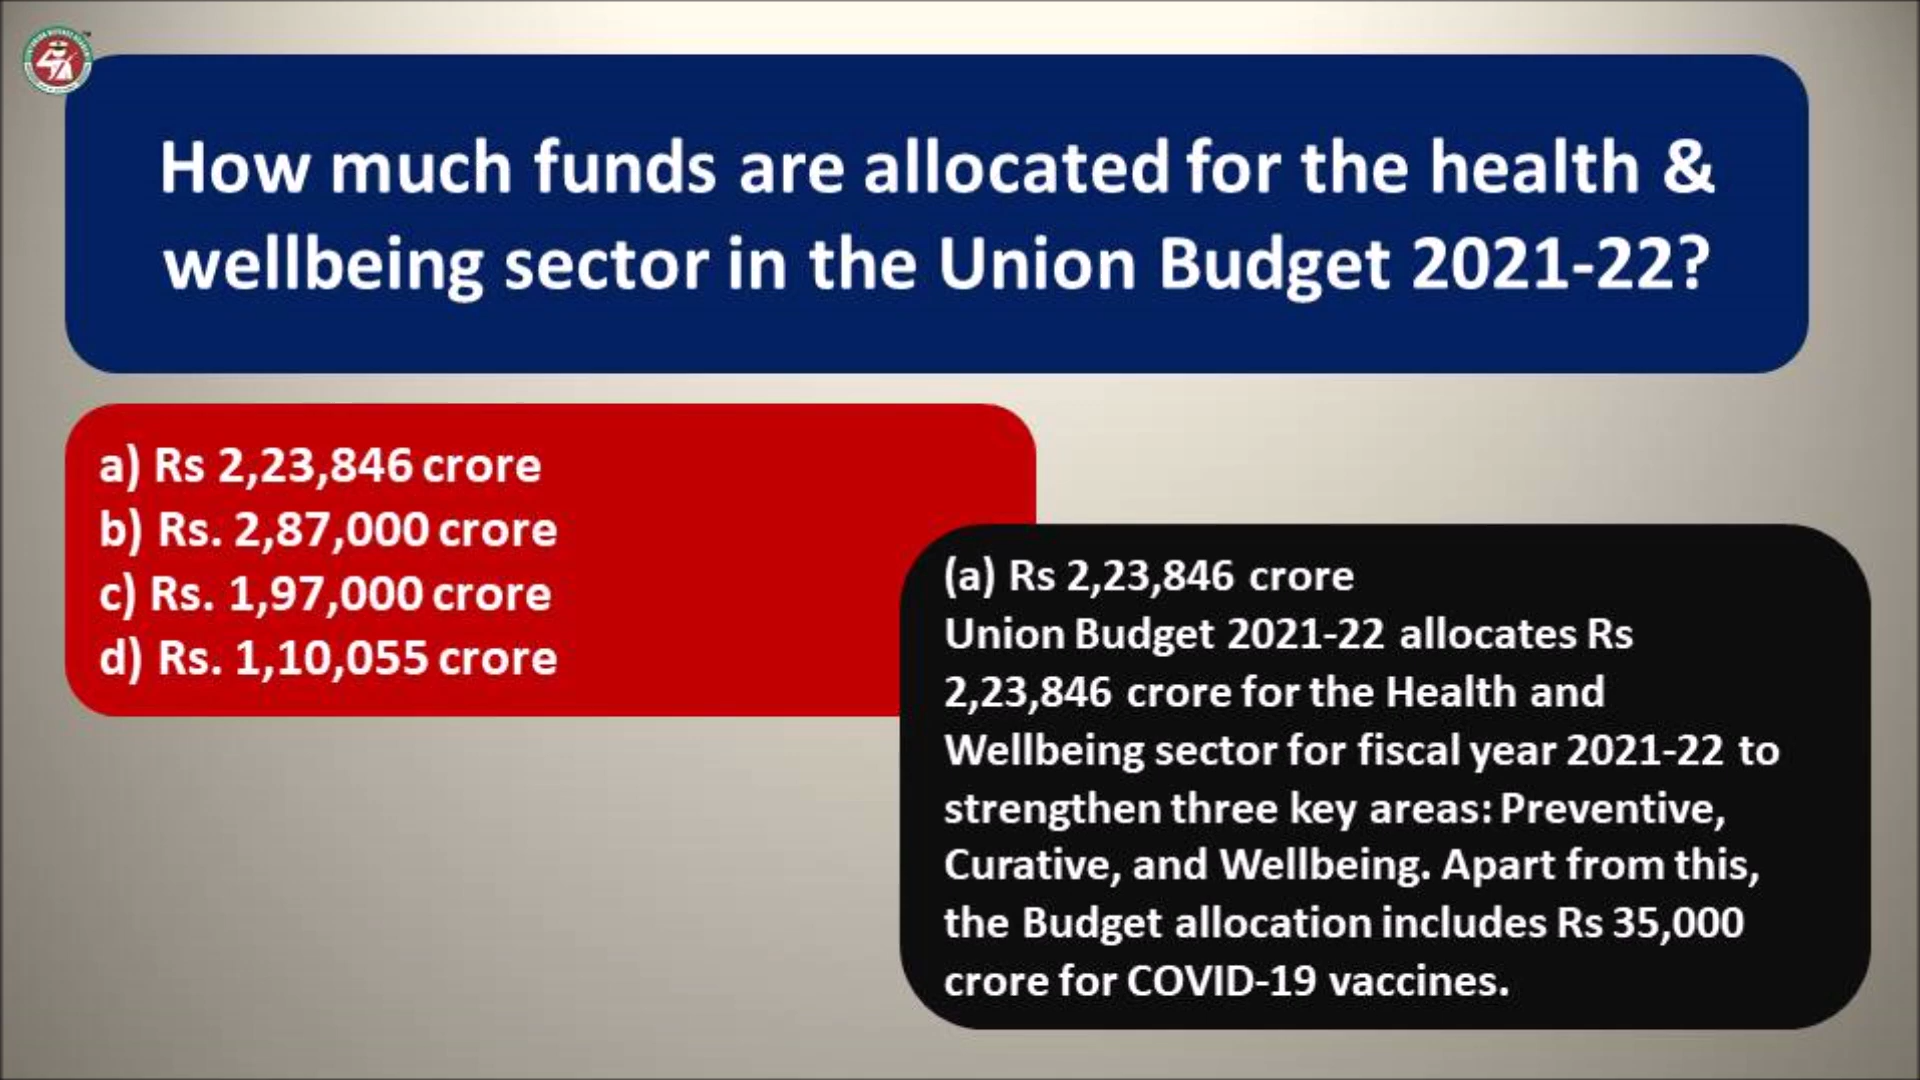 How much funds are allocated for the health &
wellbeing sector in the Union Budget 2021-22?
a) Rs 2,23,846 crore
b) Rs. 2,87,000 crore
c) Rs. 1,97,000 crore
d) Rs. 1,10,055 crore
(a) Rs 2,23,846 crore
Union Budget 2021-22 allocates Rs
2,23,846 crore for the Health and
Wellbeing sector for fiscal year 2021-22 to
strengthen three key areas: Preventive,
Curative, and Wellbeing. Apart from this,
the Budget allocation includes Rs 35,000
crore for COVID-19 vaccines.